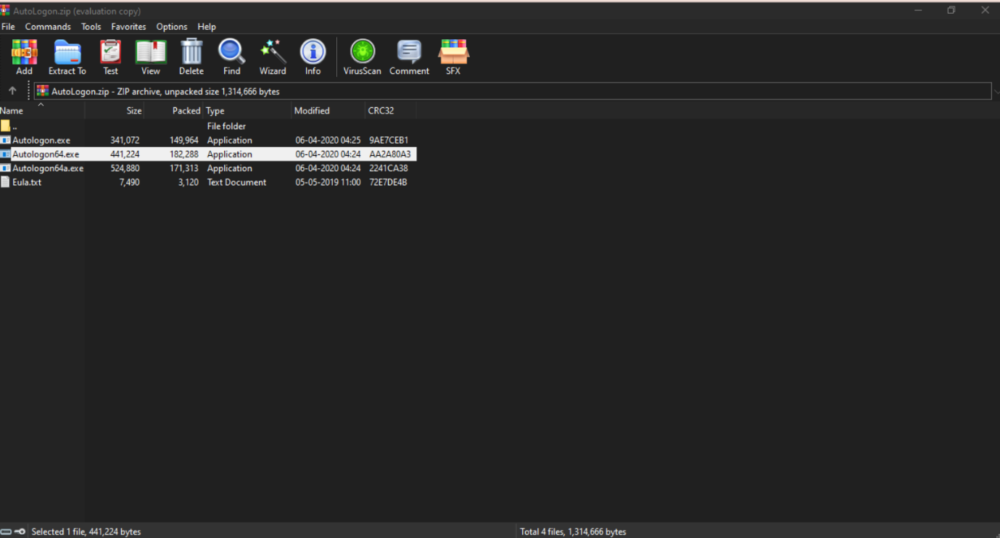 AutoLogon.zip (evaluation copy)
File Commands Tools Favorites Options Help
Add Extract To Test View Delete Find Wizard Info VirusScan Comment SFX
AutoLogon.zip - ZIP archive, unpacked size 1,314,666 bytes
Name Size Packed Type Modified CRC32
.. File folder
Autologon.exe 341,072 149,964 Application 06-04-2020 04:25 9AE7CEB1
Autologon64.exe 441,224 182,288 Application 06-04-2020 04:24 AA2A80A3
Autologon64a.exe 524,880 171,313 Application 06-04-2020 04:24 2241CA38
Eula.txt 7,490 3,120 Text Document 05-05-2019 11:00 72E7DE4B
Selected 1 file, 441,224 bytes Total 4 files, 1,314,666 bytes